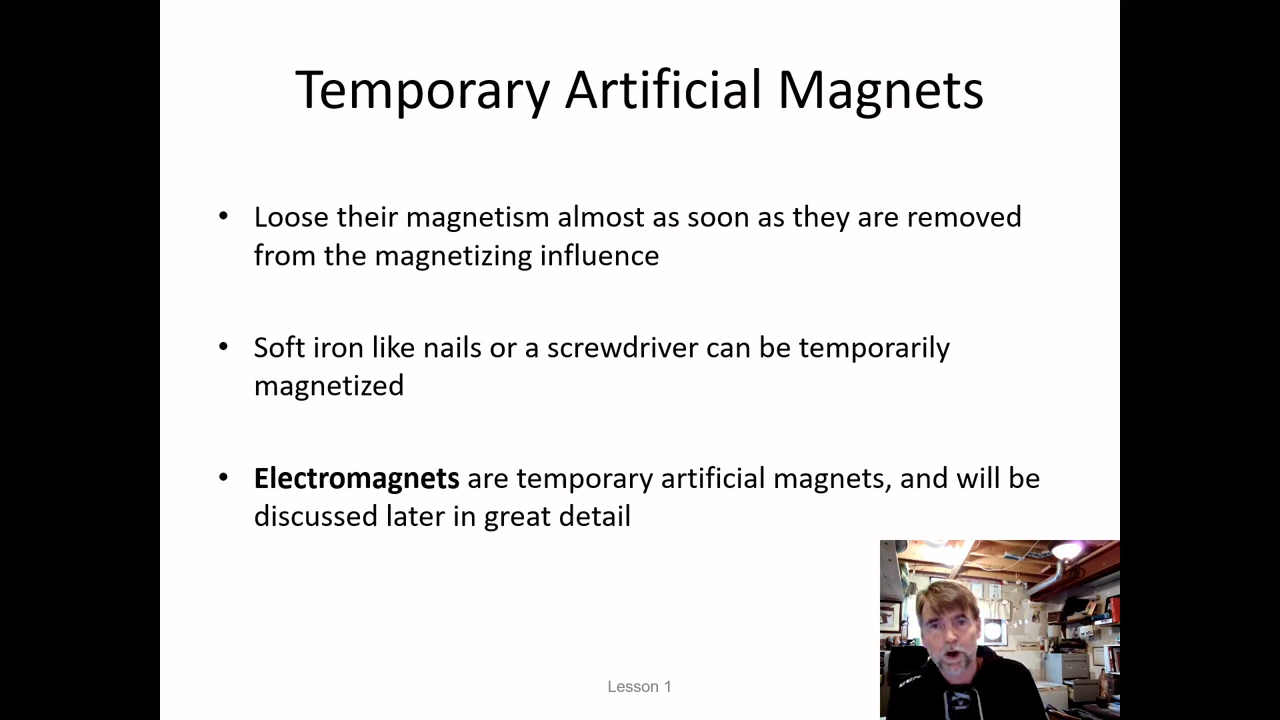 Temporary Artificial Magnets
• Loose their magnetism almost as soon as they are removed
from the magnetizing influence
• Soft iron like nails or a screwdriver can be temporarily
magnetized
• Electromagnets are temporary artificial magnets, and will be
discussed later in great detail
Lesson 1